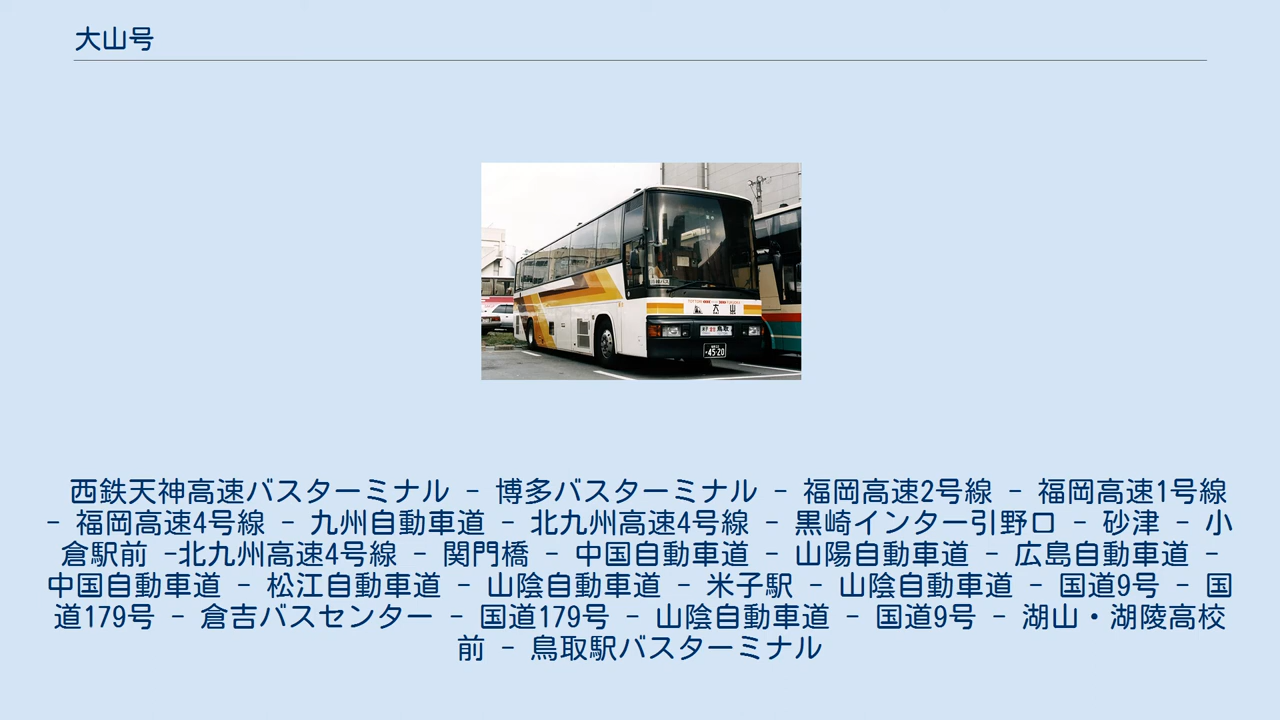 大山号
大山
鳥取
・45-20
西鉄天神高速バスターミナル － 博多バスターミナル － 福岡高速2号線 － 福岡高速1号線
－ 福岡高速4号線 － 九州自動車道 － 北九州高速4号線 － 黒崎インター引野口 － 砂津 － 小
倉駅前 －北九州高速4号線 － 関門橋 － 中国自動車道 － 山陽自動車道 － 広島自動車道 －
中国自動車道 － 松江自動車道 － 山陰自動車道 － 米子駅 － 山陰自動車道 － 国道9号 － 国
道179号 － 倉吉バスセンター － 国道179号 － 山陰自動車道 － 国道9号 － 湖山・湖陵高校
前 － 鳥取駅バスターミナル